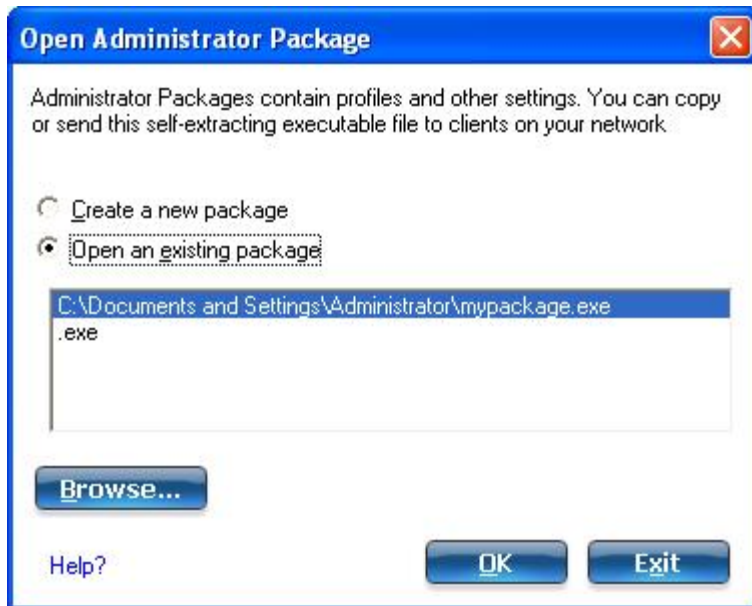 Open Administrator Package
Administrator Packages contain profiles and other settings. You can copy
or send this self-extracting executable file to clients on your network
Create a new package
Open an existing package
C:\Documents and Settings\Administrator\mypackage.exe
.exe
Browse...
Help?
OK
Exit